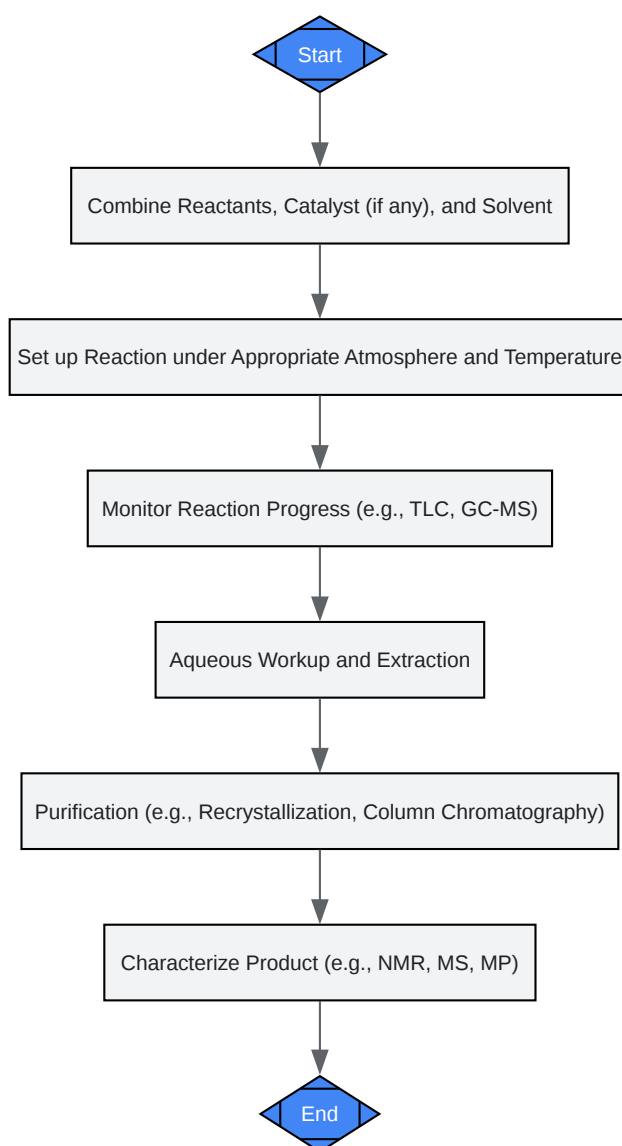 Start
Combine Reactants, Catalyst (if any), and Solvent
Set up Reaction under Appropriate Atmosphere and Temperature
Monitor Reaction Progress (e.g., TLC, GC-MS)
Aqueous Workup and Extraction
Purification (e.g., Recrystallization, Column Chromatography)
Characterize Product (e.g., NMR, MS, MP)
End